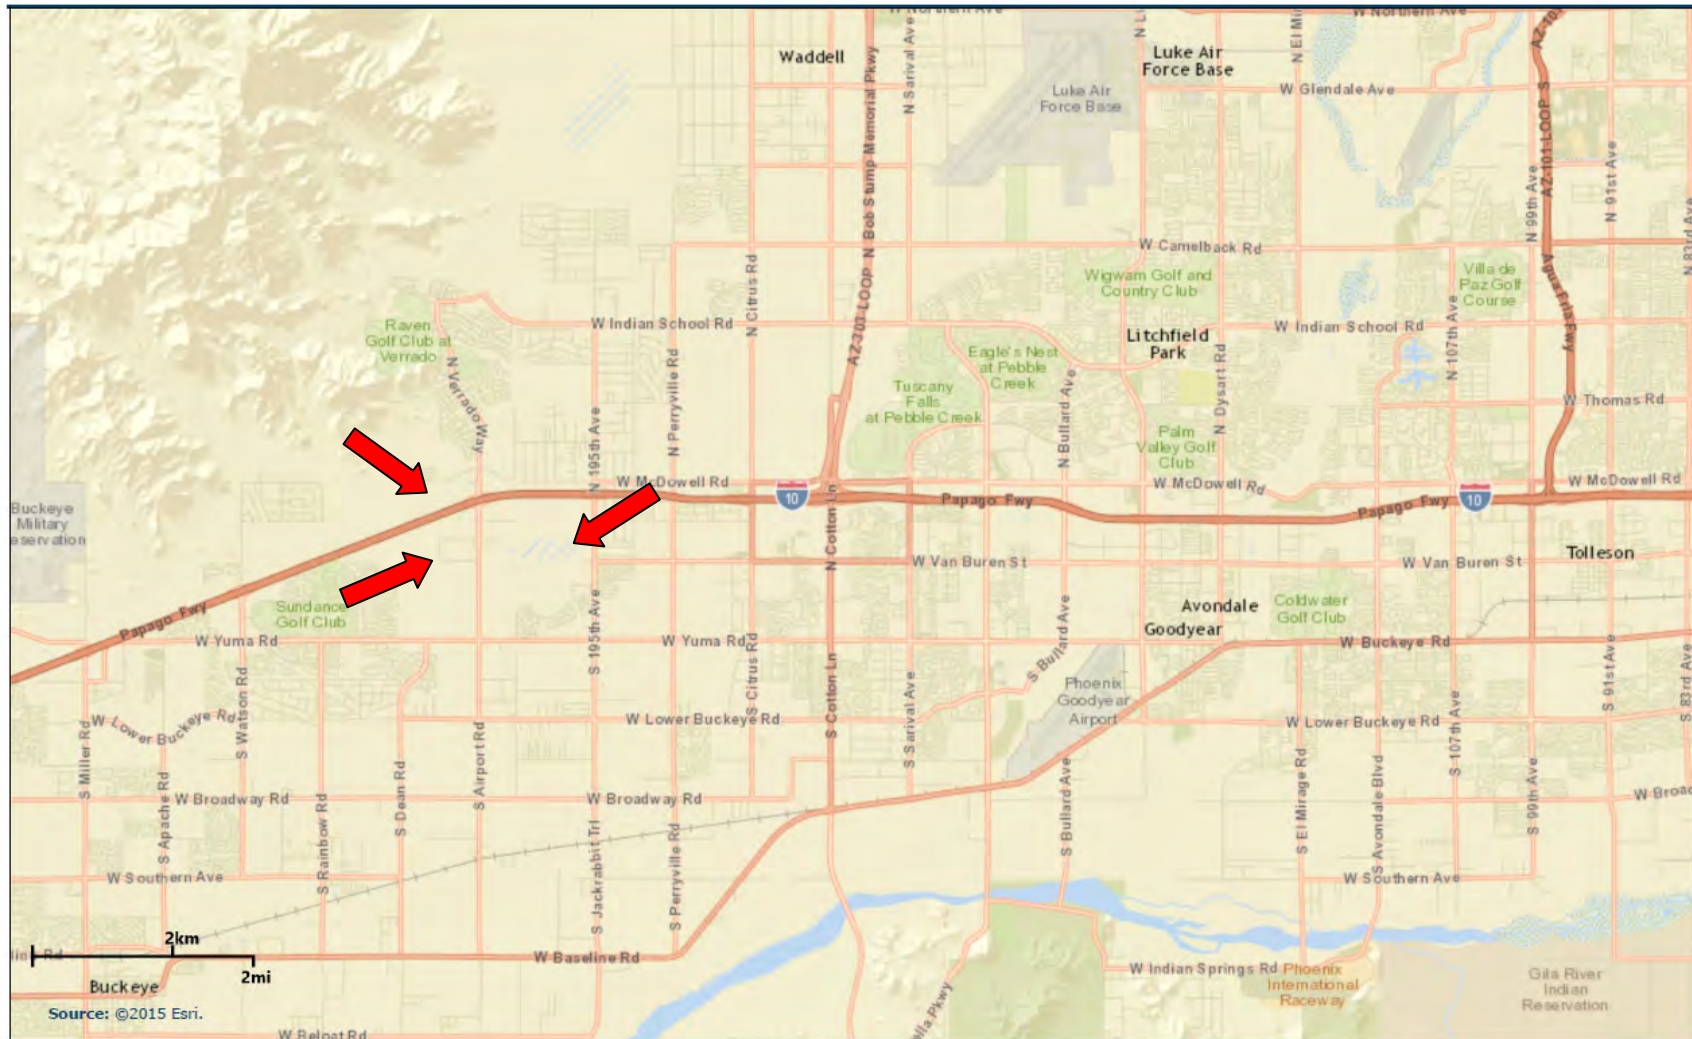 W Northern Ave
W Northern Ave
Waddell
Luke Air
Force Base
Luke Air
Force Base
W Glendale Ave
N Sarival Ave
N Bob Stump Memorial Pkwy
AZ-303 LOOP
AZ-101
AZ-101 LOOP S
N 99th Ave
N 91st Ave
N 83rd Ave
W Camelback Rd
Wigwam Golf and
Country Club
Villa de
Paz Golf
Course
Agua Fria Fwy
N Citrus Rd
W Indian School Rd
W Indian School Rd
Raven
Golf Club at
Verrado
N Verrado Way
N Perryville Rd
Litchfield
Park
Eagle's Nest
at Pebble
Creek
Tuscany
Falls
at Pebble Creek
N Bullard Ave
N Dysart Rd
N 107th Ave
W Thomas Rd
N 195th Ave
Palm
Valley Golf
Club
W McDowell Rd
W McDowell Rd
W McDowell Rd
10
10
Papago Fwy
Papago Fwy
Buckeye
Military
eservation
N Cotton Ln
W Van Buren St
W Van Buren St
Tolleson
Sundance
Golf Club
Papago Fwy
Avondale
Goodyear
Coldwater
Golf Club
W Yuma Rd
W Yuma Rd
W Buckeye Rd
S 195th Ave
S Citrus Rd
S Cotton Ln
S Bullard Ave
S 91st Ave
S 83rd Ave
Phoenix
Goodyear
Airport
S Watson Rd
W Lower Buckeye Rd
W Lower Buckeye Rd
W Lower Buckeye Rd
S Miller Rd
S Apache Rd
S Rainbow Rd
S Dean Rd
S Airport Rd
S Sarival Ave
S 107th Ave
W Broadway Rd
W Broadway Rd
W Broad
S Jackrabbit Trl
S Perryville Rd
S Bullard Ave
S El Mirage Rd
S Avondale Blvd
S 99th Ave
W Southern Ave
W Southern Ave
2km
2mi
W Baseline Rd
W Indian Springs Rd
Phoenix
International
Raceway
Gila River
Indian
Reservation
Buckeye
Source: ©2015 Esri.
W Beloat Rd